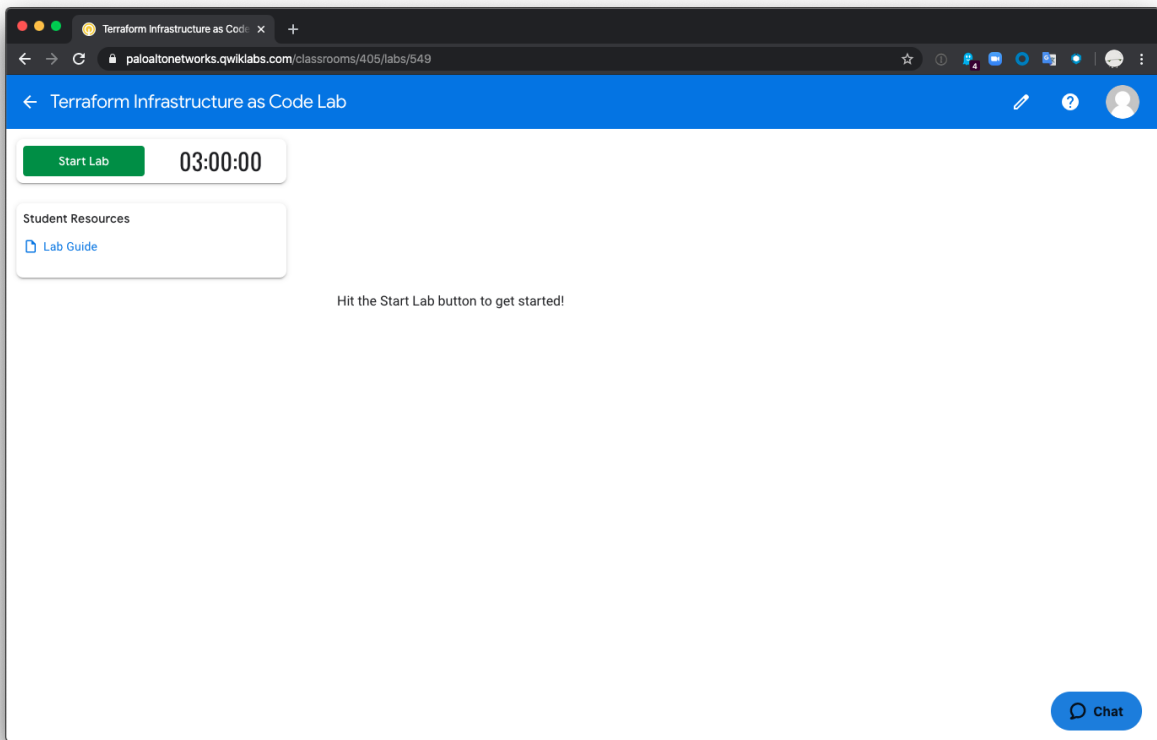 Terraform Infrastructure as Code
paloaltonetworks.qwiklabs.com/classrooms/405/labs/549
4
Terraform Infrastructure as Code Lab
Start Lab
03:00:00
Student Resources
Lab Guide
Hit the Start Lab button to get started!
Chat